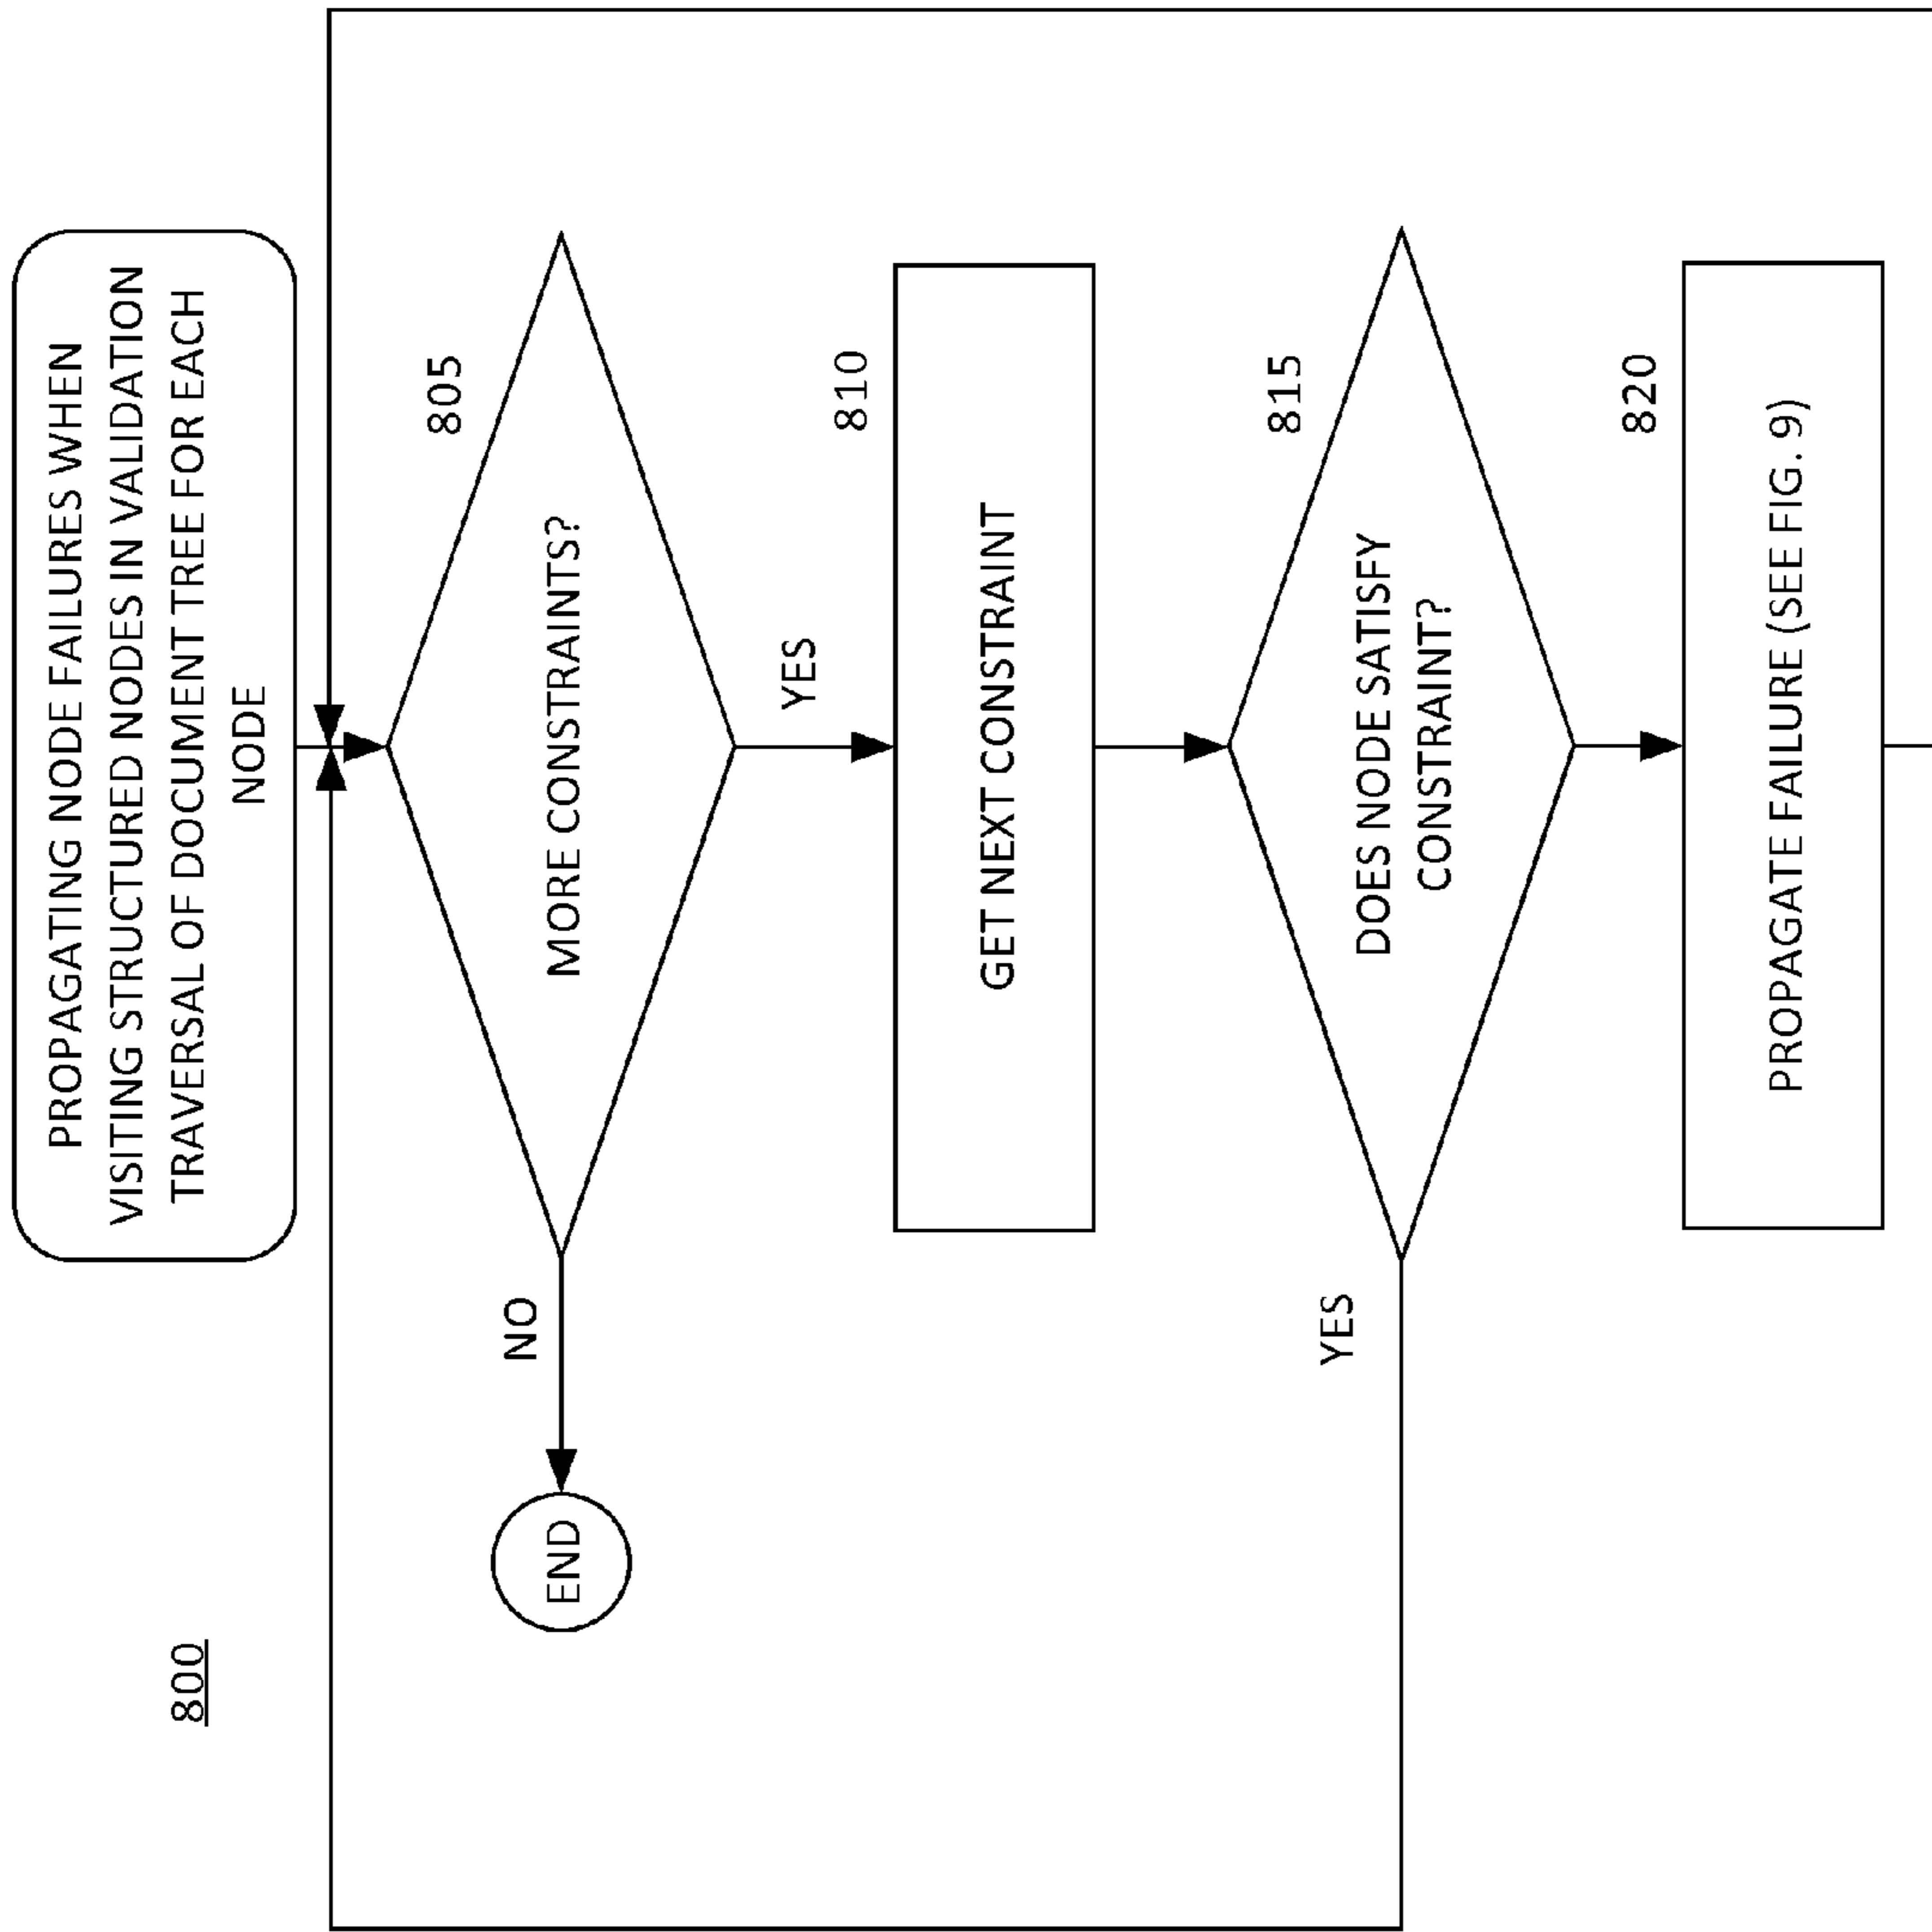 800
PROPAGATING NODE FAILURES WHEN
VISITING STRUCTURED NODES IN VALIDATION
TRAVERSAL OF DOCUMENT TREE FOR EACH
NODE
805
MORE CONSTRAINTS?
NO
END
YES
810
GET NEXT CONSTRAINT
815
DOES NODE SATISFY
CONSTRAINT?
YES
820
PROPAGATE FAILURE (SEE FIG. 9)